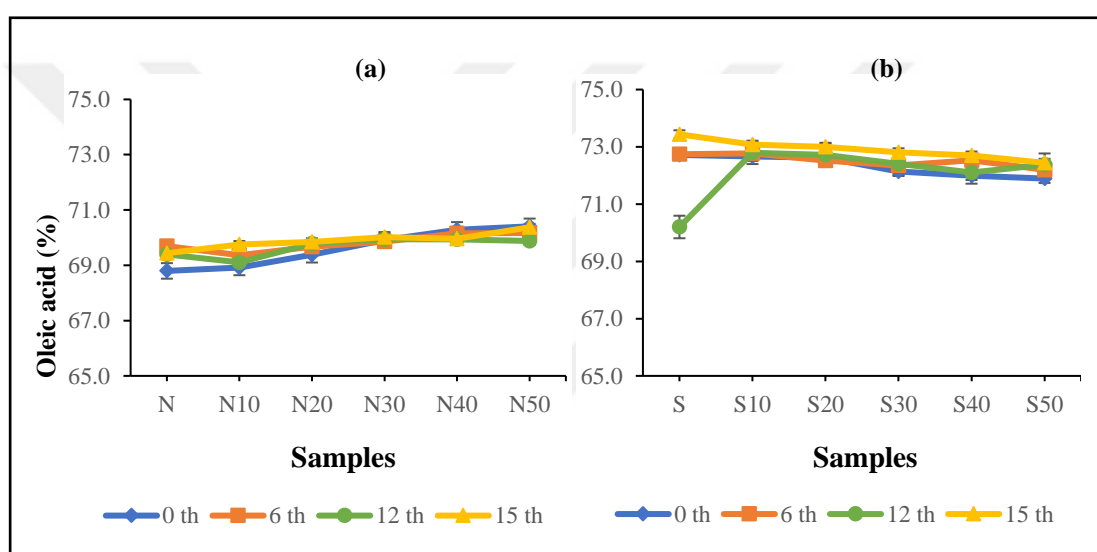 (a)
75.0
73.0
71.0
69.0
67.0
65.0
Oleic acid (%)
N N10 N20 N30 N40 N50
Samples
0 th 6 th 12 th 15 th
(b)
75.0
73.0
71.0
69.0
67.0
65.0
S S10 S20 S30 S40 S50
Samples
0 th 6 th 12 th 15 th